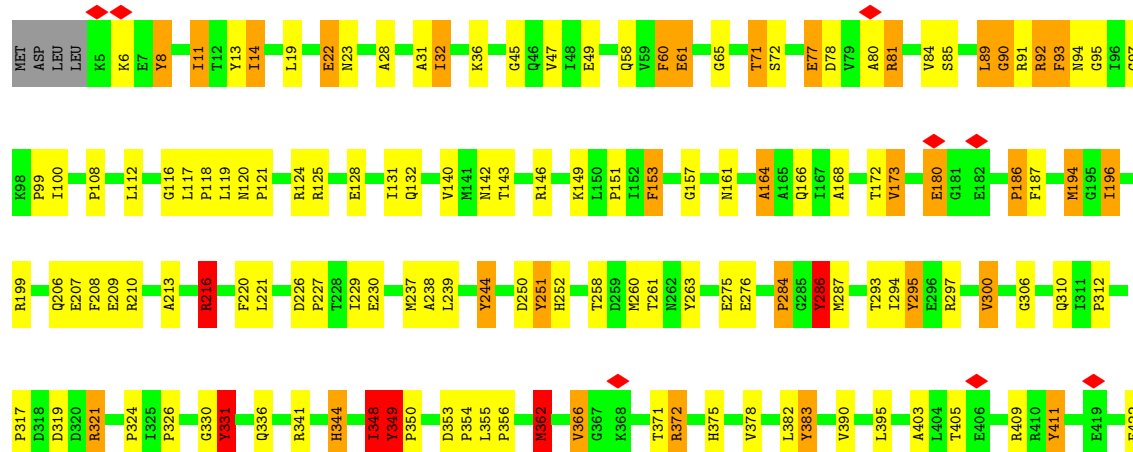 MET ASP LEU LEU K5 K6 E7 Y8 I11 T12 Y13 I14 L19 E22 N23 A28 A31 I32 K36 G45 Q46 V47 I48 E49 Q58 V59 F60 E61 G65 T71 S72 E77 D78 V79 A80 R81 V84 S85 L89 G90 R91 R92 F93 N94 G95 I96 G97
K98 P99 I100 P108 L112 G116 L117 P118 L119 N120 P121 R124 R125 E128 I131 Q132 V140 M141 N142 T143 R146 K149 L150 P151 I152 F153 G157 N161 A164 A165 Q166 I167 A168 T172 V173 E180 G181 E182 P186 F187 M194 G195 I196
R199 Q206 E207 F208 E209 R210 A213 R216 F220 L221 D226 P227 T228 I229 E230 M237 A238 L239 Y244 D250 Y251 H252 T258 D259 M260 T261 N262 Y263 E275 E276 P284 G285 Y286 M287 T293 I294 Y295 E296 R297 V300 G306 Q310 I311 P312
P317 D318 D319 D320 R321 P324 I325 P326 G330 Y331 Q336 R341 H344 I348 Y349 P350 D353 P354 L355 P356 M362 V366 G367 K368 T371 R372 H375 V378 L382 Y383 V390 L395 A403 L404 T405 E406 R409 R410 Y411 E419